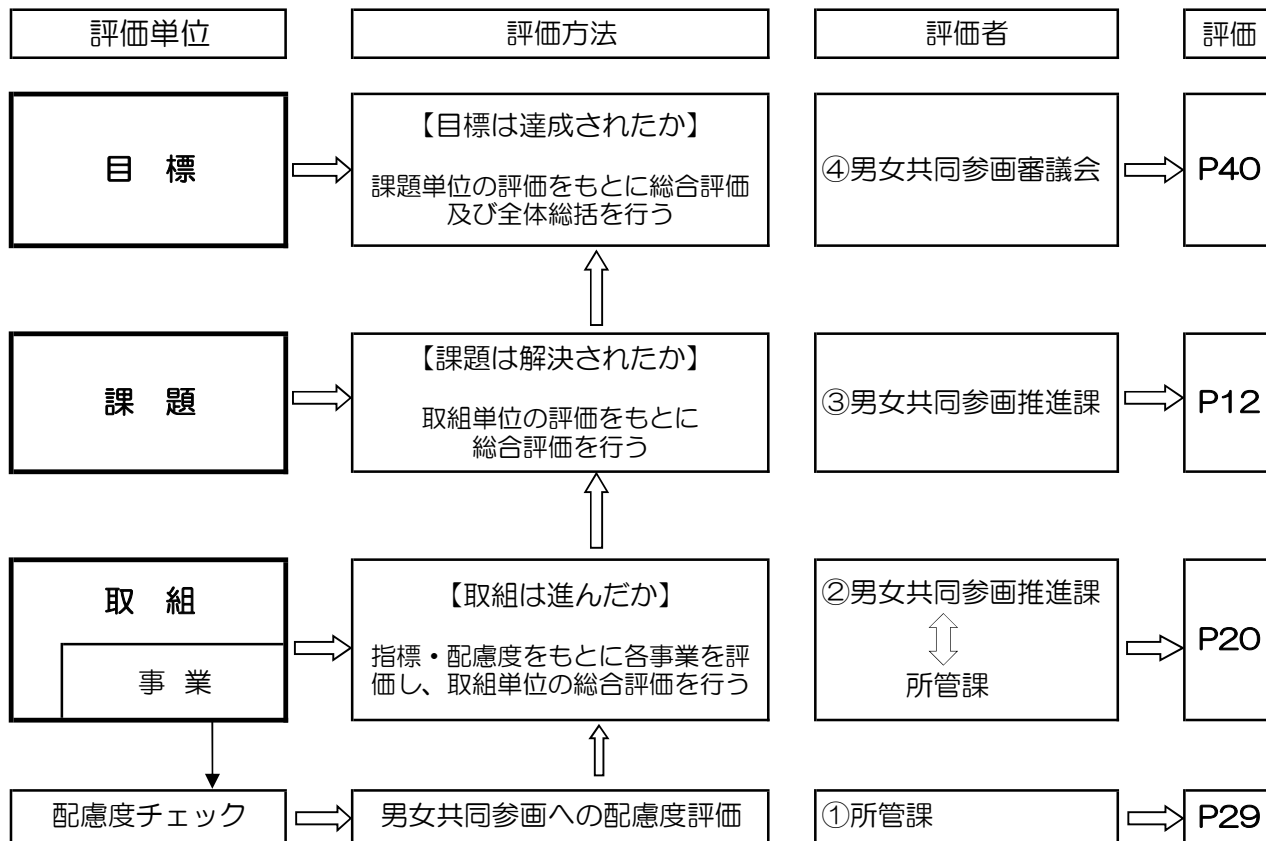 評価単位
評価方法
評価者
評価
目　標
【目標は達成されたか】
課題単位の評価をもとに総合評価
及び全体総括を行う
④男女共同参画審議会
P40
課　題
【課題は解決されたか】
取組単位の評価をもとに
総合評価を行う
③男女共同参画推進課
P12
取　組
事　業
【取組は進んだか】
指標・配慮度をもとに各事業を評
価し、取組単位の総合評価を行う
②男女共同参画推進課
所管課
P20
配慮度チェック
男女共同参画への配慮度評価
①所管課
P29